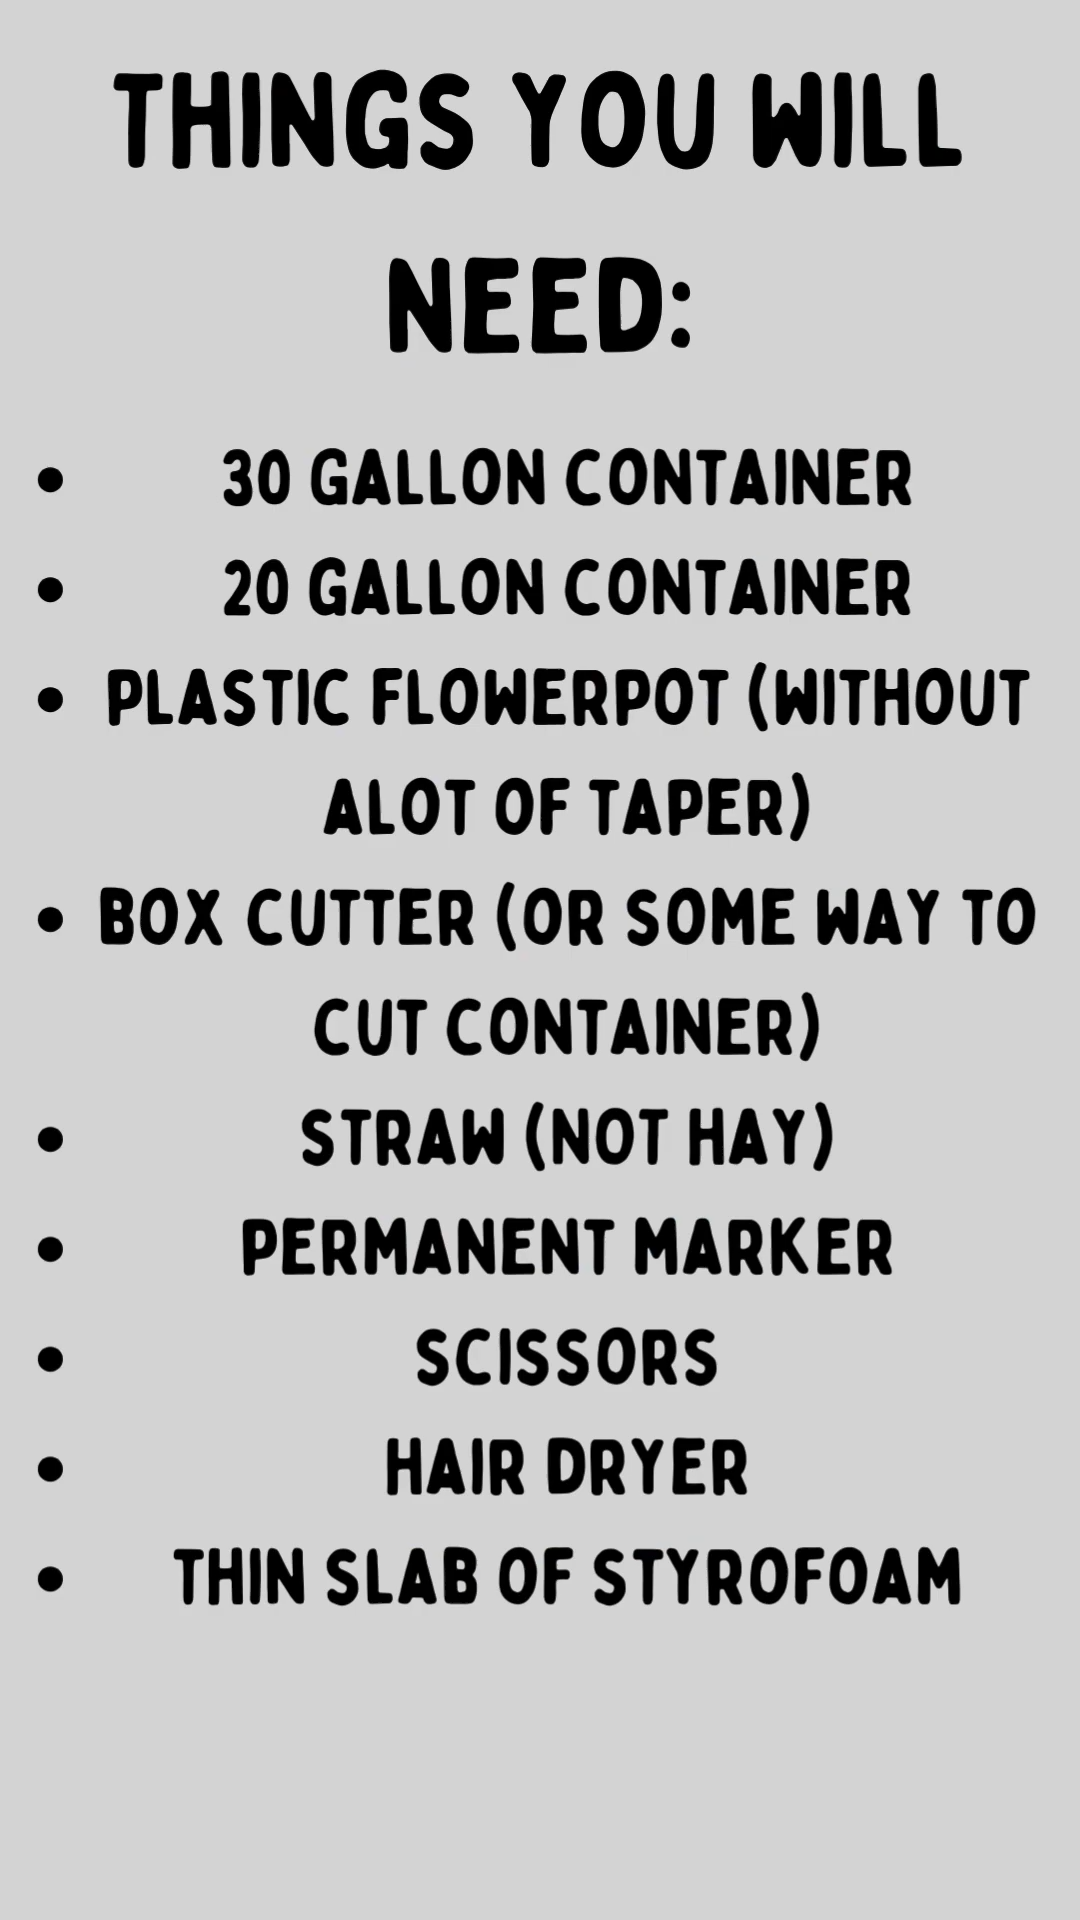 THINGS YOU WILL
NEED:
• 30 GALLON CONTAINER
• 20 GALLON CONTAINER
• PLASTIC FLOWERPOT (WITHOUT
ALOT OF TAPER)
• BOX CUTTER (OR SOME WAY TO
CUT CONTAINER)
• STRAW (NOT HAY)
• PERMANENT MARKER
• SCISSORS
• HAIR DRYER
• THIN SLAB OF STYROFOAM